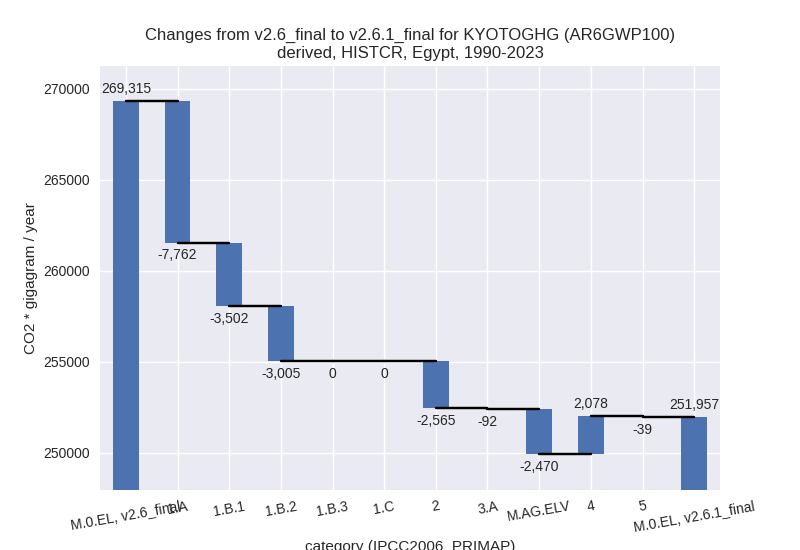 Changes from v2.6_final to v2.6.1_final for KYOTOGHG (AR6GWP100)
derived, HISTCR, Egypt, 1990-2023
CO2 * gigagram / year
270000
265000
260000
255000
250000
269,315
-7,762
-3,502
-3,005
0
0
-2,565
-92
-2,470
2,078
-39
251,957
M.0.EL, v2.6_final
1.A
1.B.1
1.B.2
1.B.3
1.C
2
3.A
M.AG.ELV
4
5
M.0.EL, v2.6.1_final
category (IPCC2006_PRIMAP)